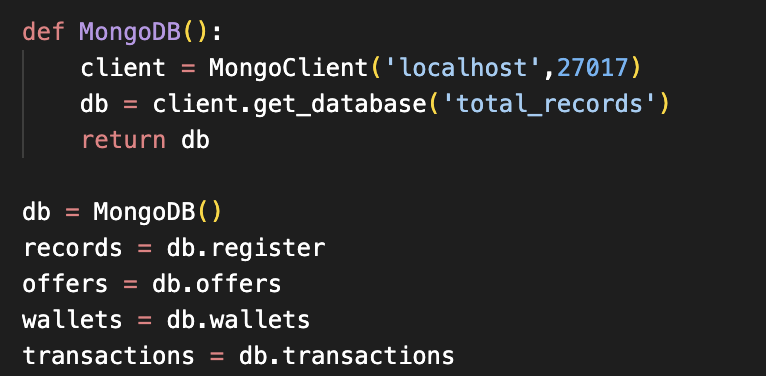 def MongoDB():
    client = MongoClient('localhost',27017)
    db = client.get_database('total_records')
    return db

db = MongoDB()
records = db.register
offers = db.offers
wallets = db.wallets
transactions = db.transactions